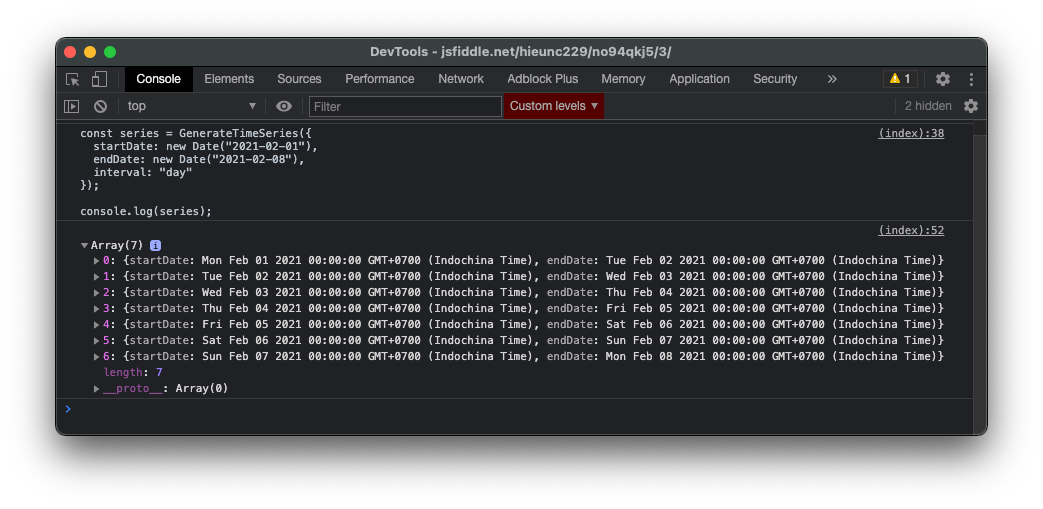 DevTools - jsfiddle.net/hieunc229/no94qkj5/3/
Console Elements Sources Performance Network Adblock Plus Memory Application Security » 1
top ▼ Filter Custom levels ▼ 2 hidden
const series = GenerateTimeSeries({ (index):38
startDate: new Date("2021-02-01"),
endDate: new Date("2021-02-08"),
interval: "day"
});
console.log(series);
(index):52
▼Array(7) i
▶0: {startDate: Mon Feb 01 2021 00:00:00 GMT+0700 (Indochina Time), endDate: Tue Feb 02 2021 00:00:00 GMT+0700 (Indochina Time)}
▶1: {startDate: Tue Feb 02 2021 00:00:00 GMT+0700 (Indochina Time), endDate: Wed Feb 03 2021 00:00:00 GMT+0700 (Indochina Time)}
▶2: {startDate: Wed Feb 03 2021 00:00:00 GMT+0700 (Indochina Time), endDate: Thu Feb 04 2021 00:00:00 GMT+0700 (Indochina Time)}
▶3: {startDate: Thu Feb 04 2021 00:00:00 GMT+0700 (Indochina Time), endDate: Fri Feb 05 2021 00:00:00 GMT+0700 (Indochina Time)}
▶4: {startDate: Fri Feb 05 2021 00:00:00 GMT+0700 (Indochina Time), endDate: Sat Feb 06 2021 00:00:00 GMT+0700 (Indochina Time)}
▶5: {startDate: Sat Feb 06 2021 00:00:00 GMT+0700 (Indochina Time), endDate: Sun Feb 07 2021 00:00:00 GMT+0700 (Indochina Time)}
▶6: {startDate: Sun Feb 07 2021 00:00:00 GMT+0700 (Indochina Time), endDate: Mon Feb 08 2021 00:00:00 GMT+0700 (Indochina Time)}
length: 7
▶__proto__: Array(0)
>